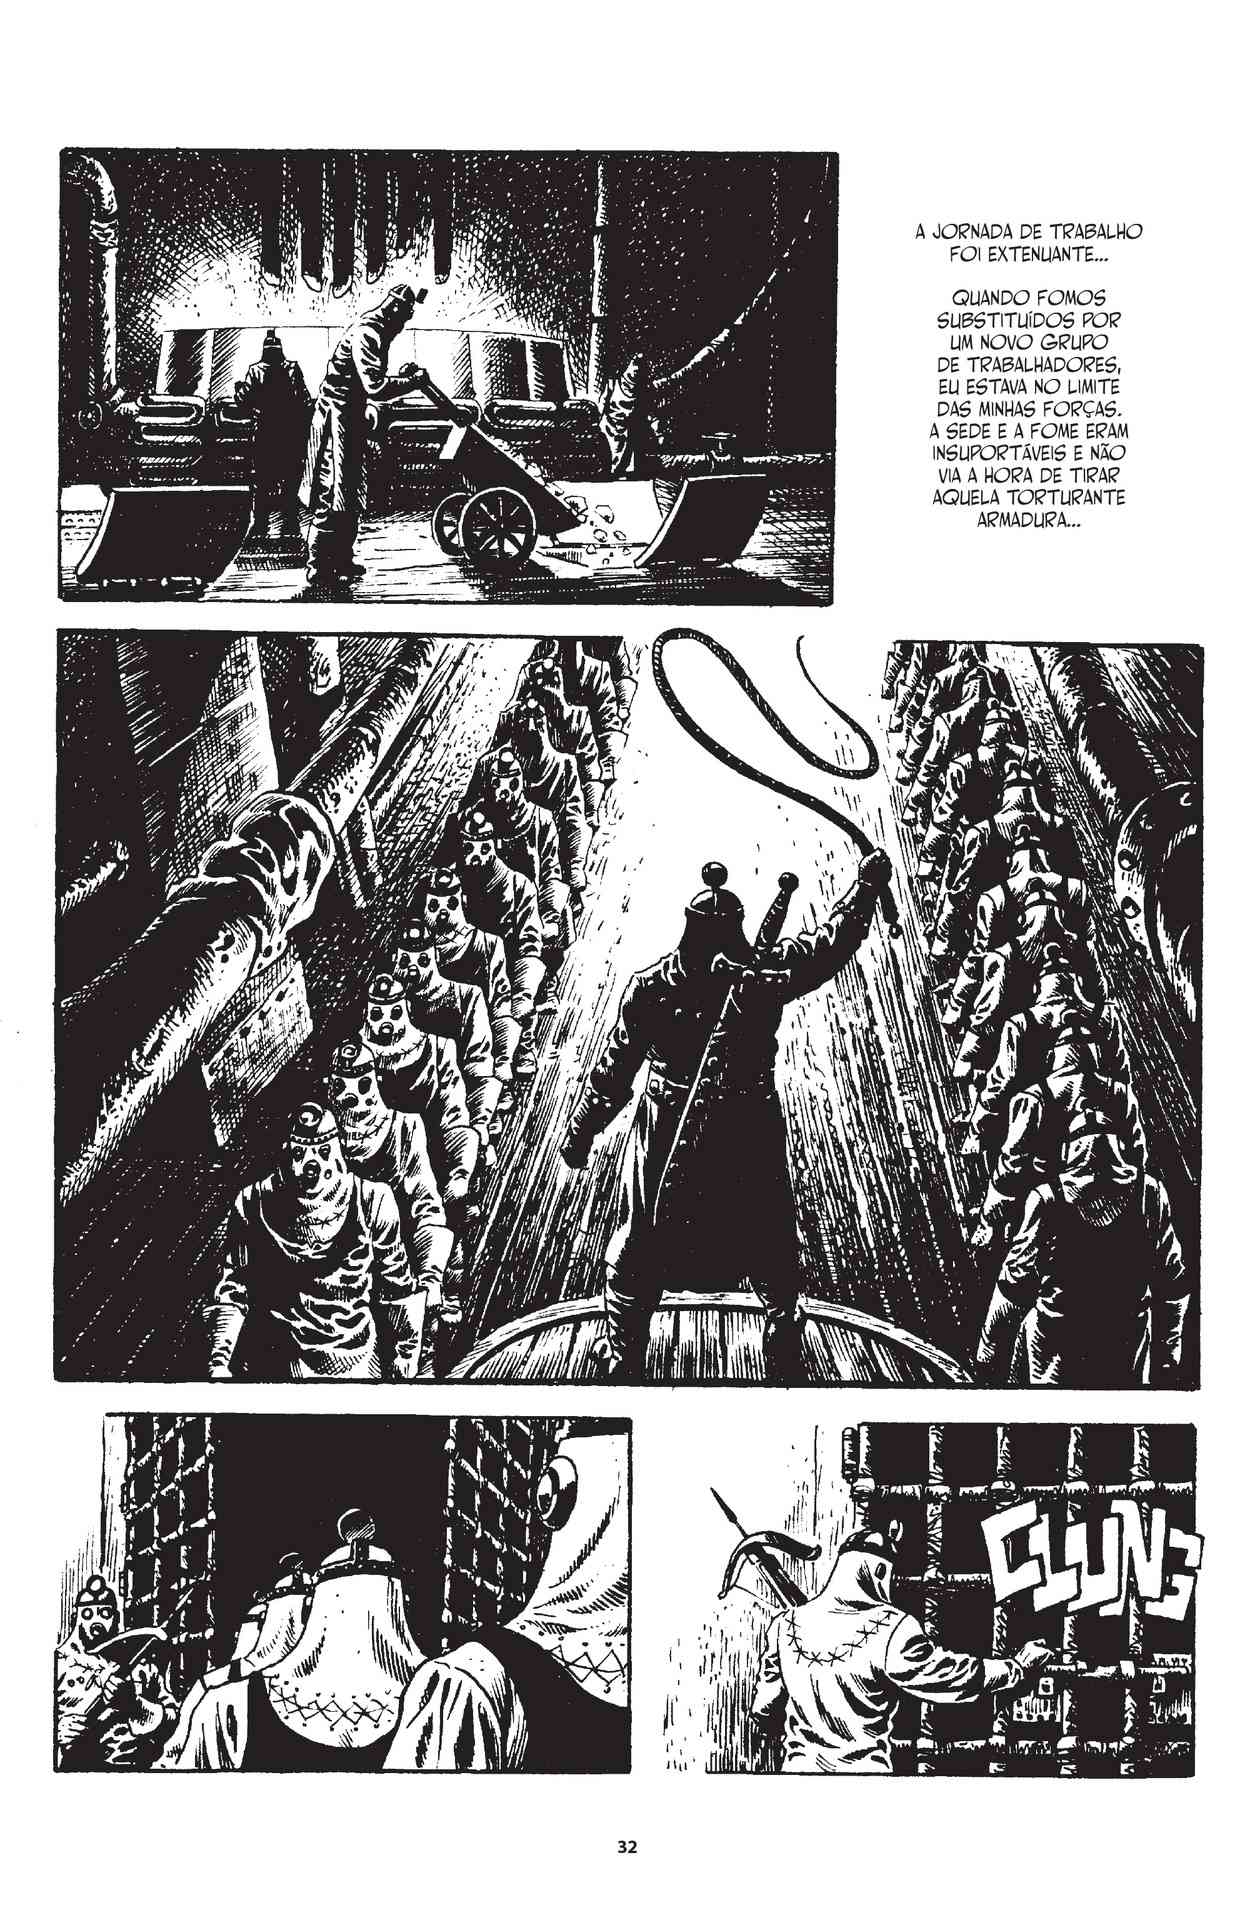 A JORNADA DE TRABALHO
FOI EXTENUANTE...
QUANDO FOMOS
SUBSTITUÍDOS POR
UM NOVO GRUPO
DE TRABALHADORES,
EU ESTAVA NO LIMITE
DAS MINHAS FORÇAS.
A SEDE E A FOME ERAM
INSUPORTÁVEIS E NÃO
VIA A HORA DE TIRAR
AQUELA TORTURANTE
ARMADURA...
CLUNG
32